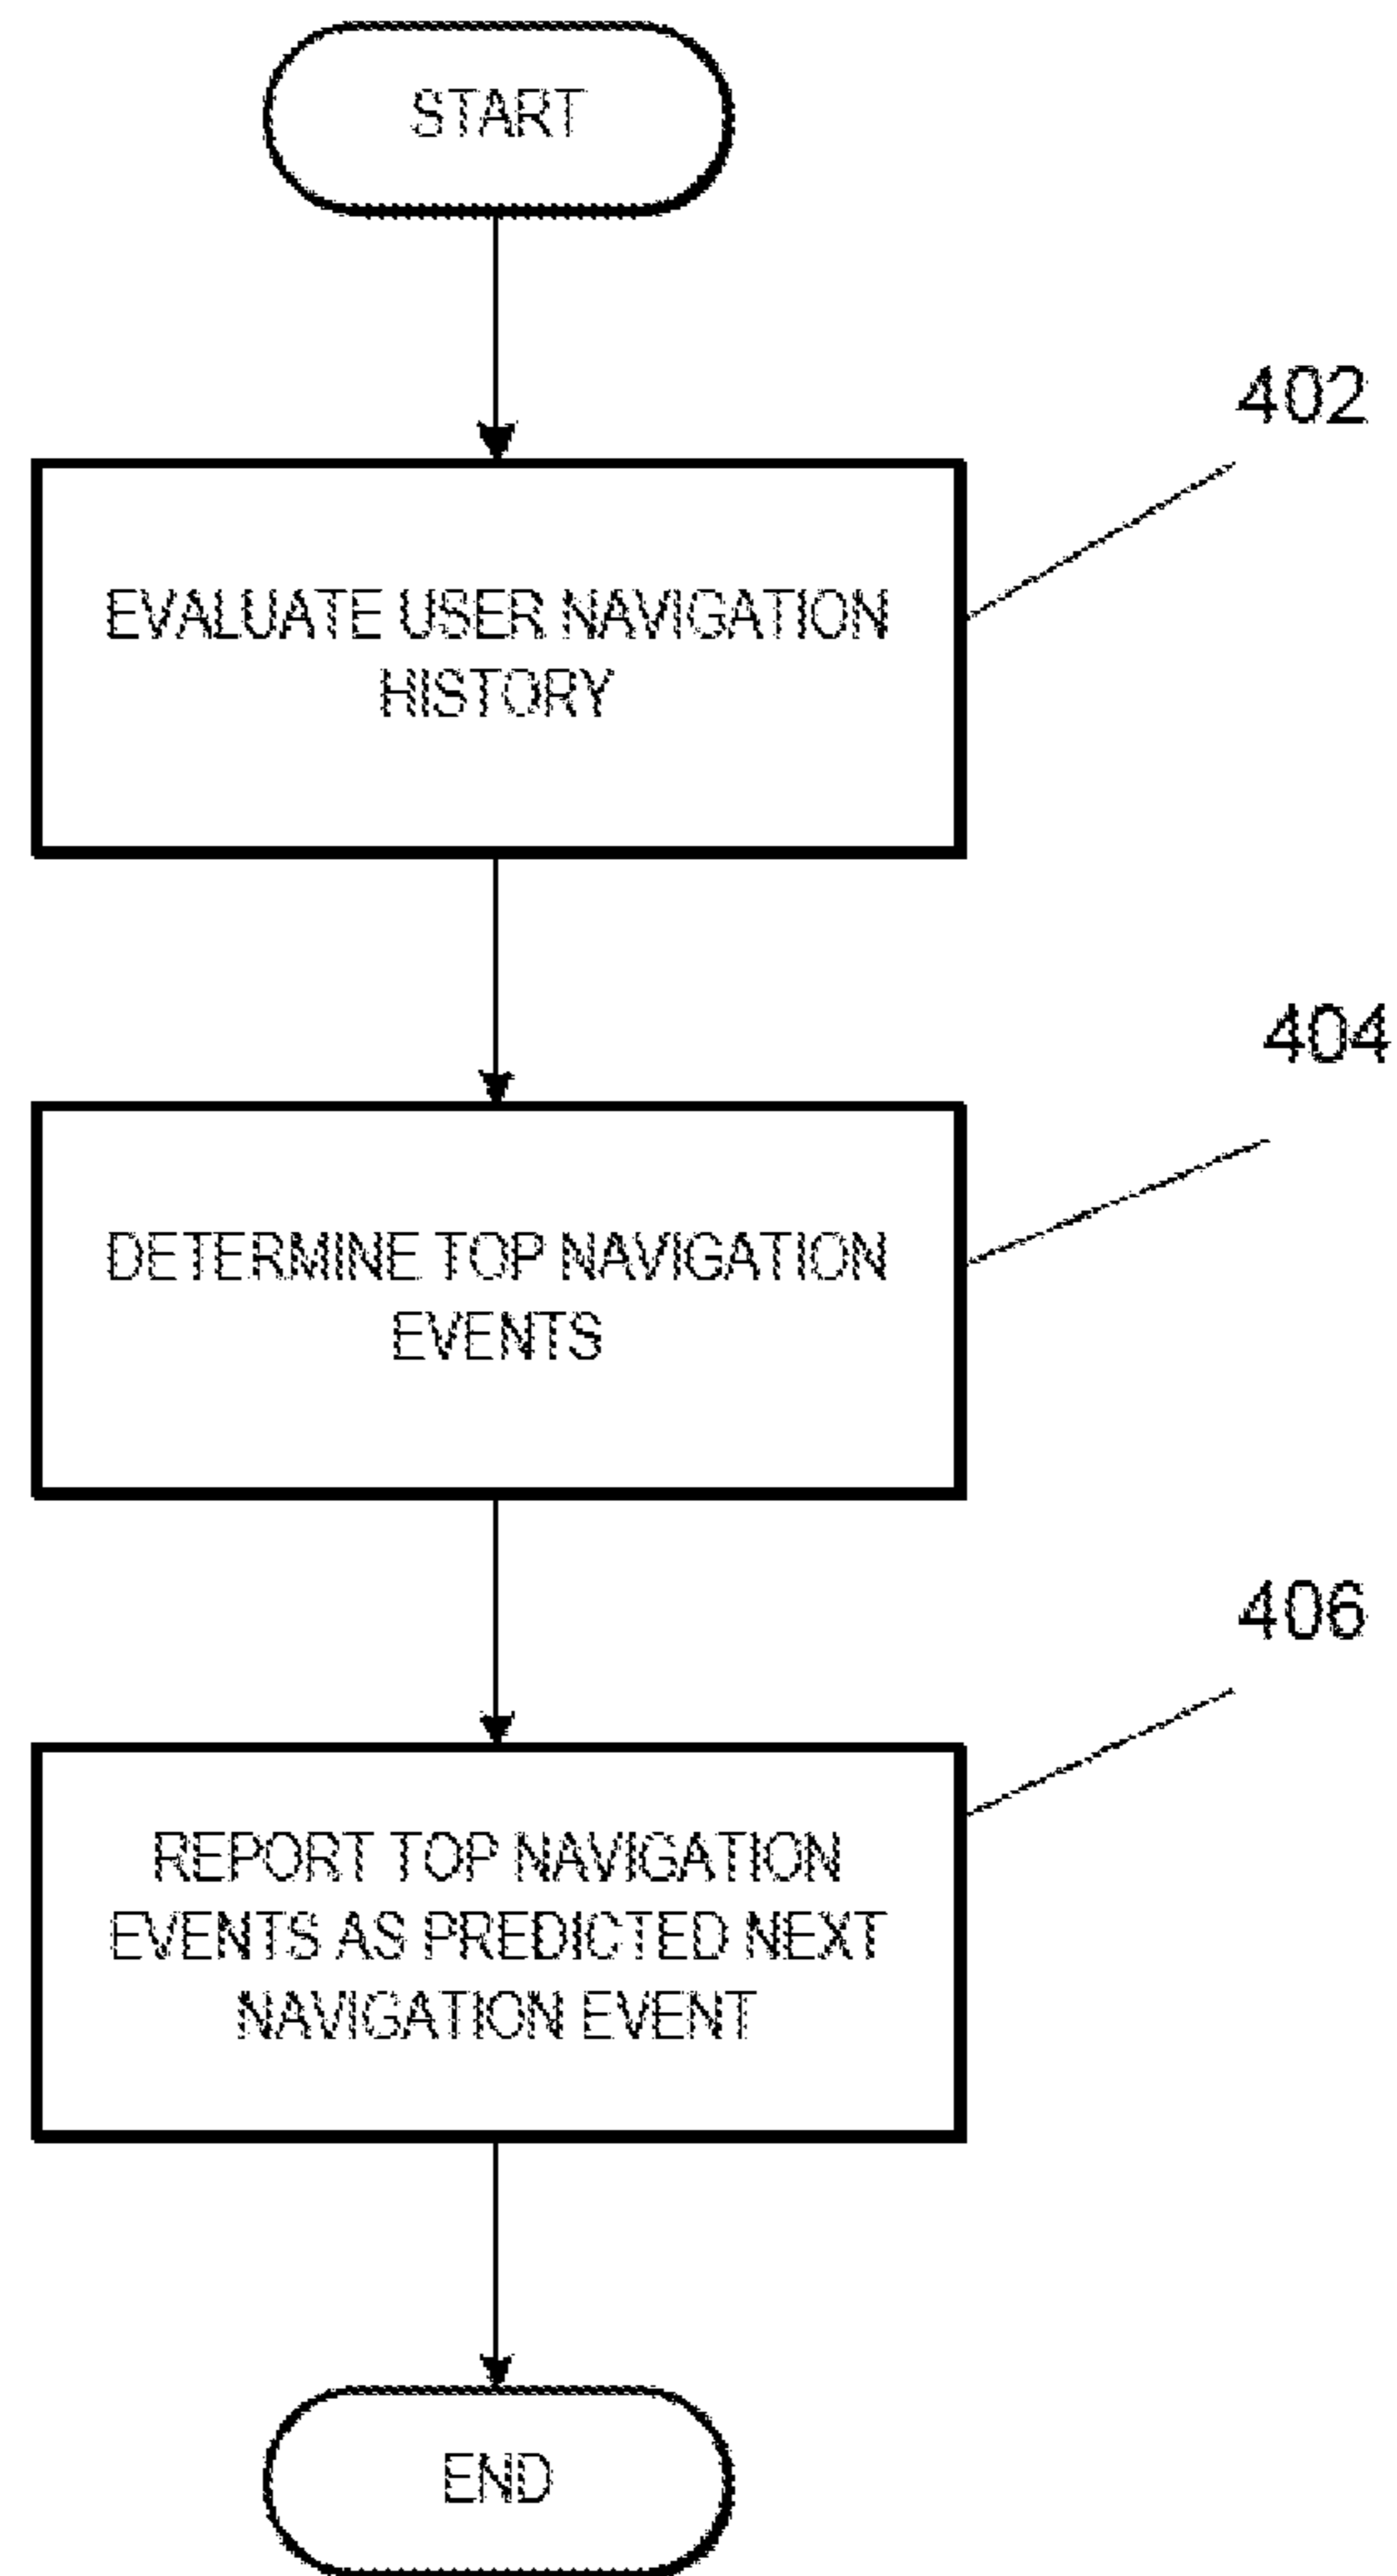 START
402
EVALUATE USER NAVIGATION
HISTORY
404
DETERMINE TOP NAVIGATION
EVENTS
406
REPORT TOP NAVIGATION
EVENTS AS PREDICTED NEXT
NAVIGATION EVENT
END